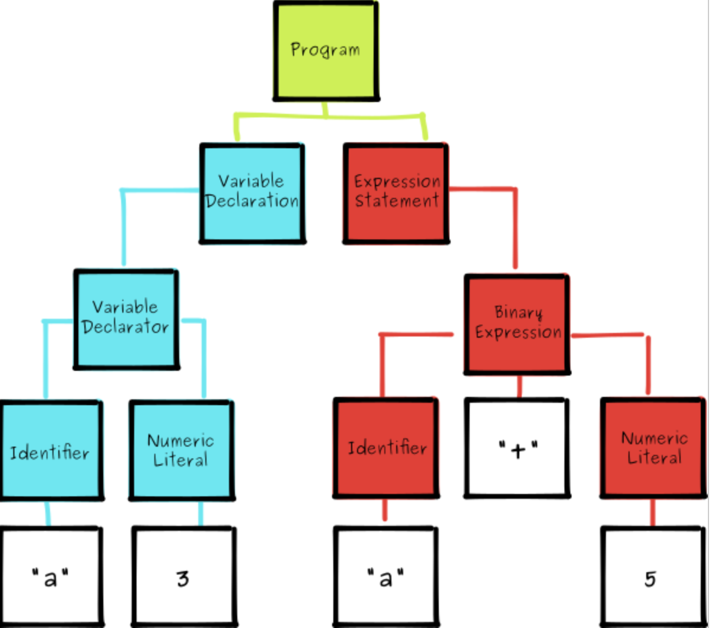 Program
Variable
Declaration
Expression
Statement
Variable
Declarator
Binary
Expression
Identifier
Numeric
Literal
Identifier
"+"
Numeric
Literal
"a"
3
"a"
5